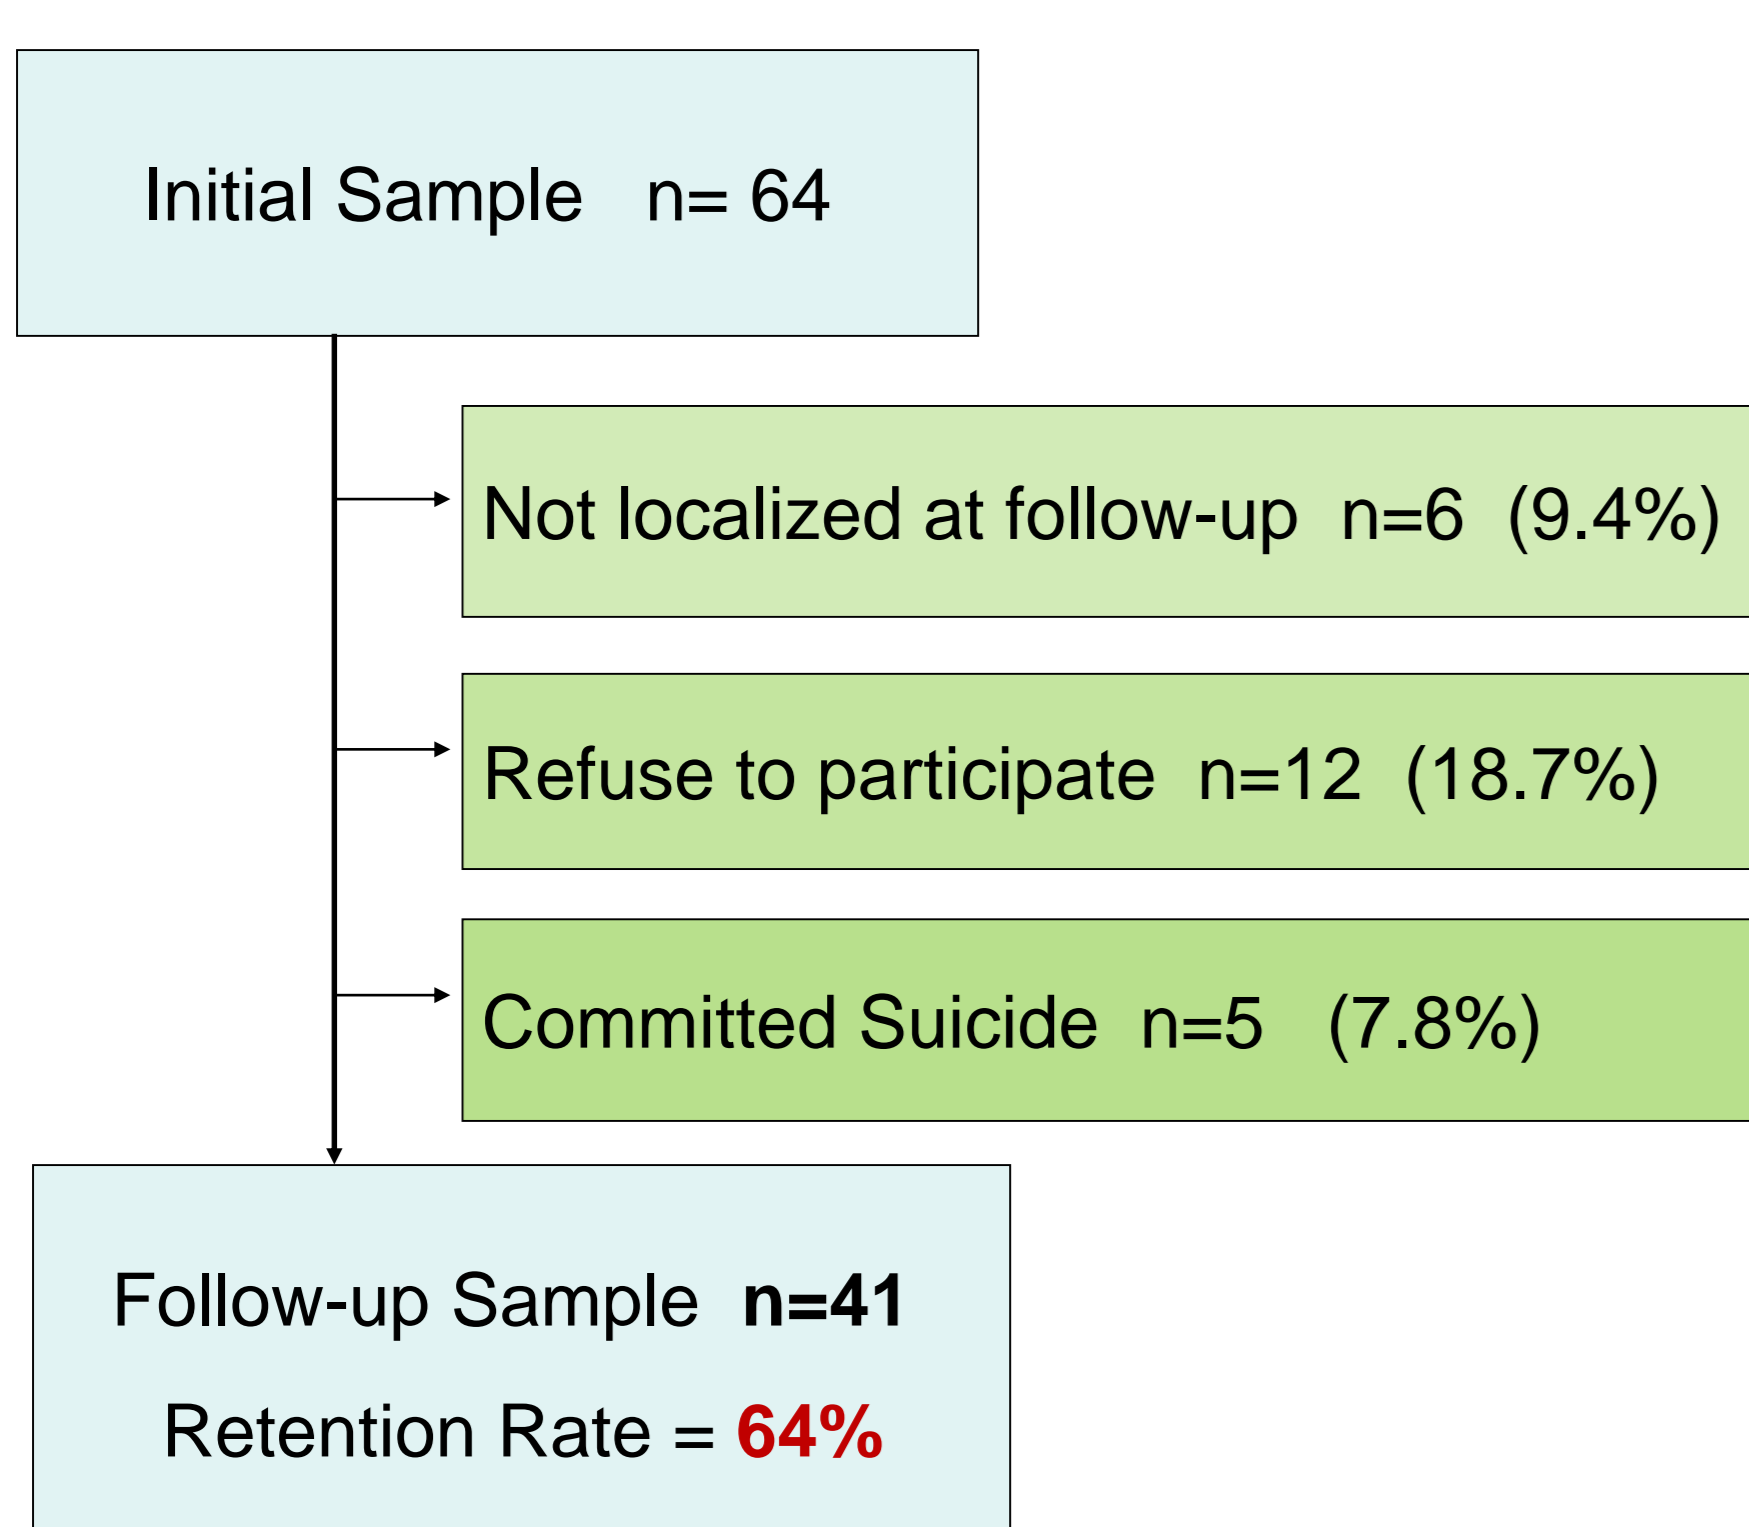 Initial Sample n= 64
Not localized at follow-up n=6 (9.4%)
Refuse to participate n=12 (18.7%)
Committed Suicide n=5 (7.8%)
Follow-up Sample n=41
Retention Rate = 64%